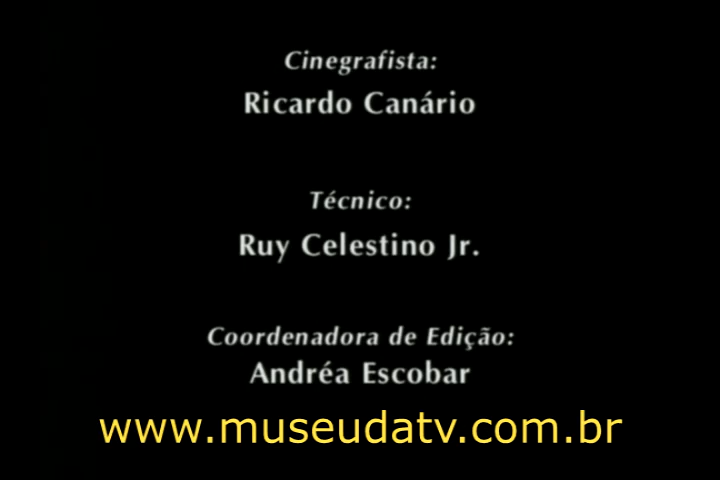 Cinegrafista:
Ricardo Canário
Técnico:
Ruy Celestino Jr.
Coordenadora de Edição:
Andréa Escobar
www.museudatv.com.br